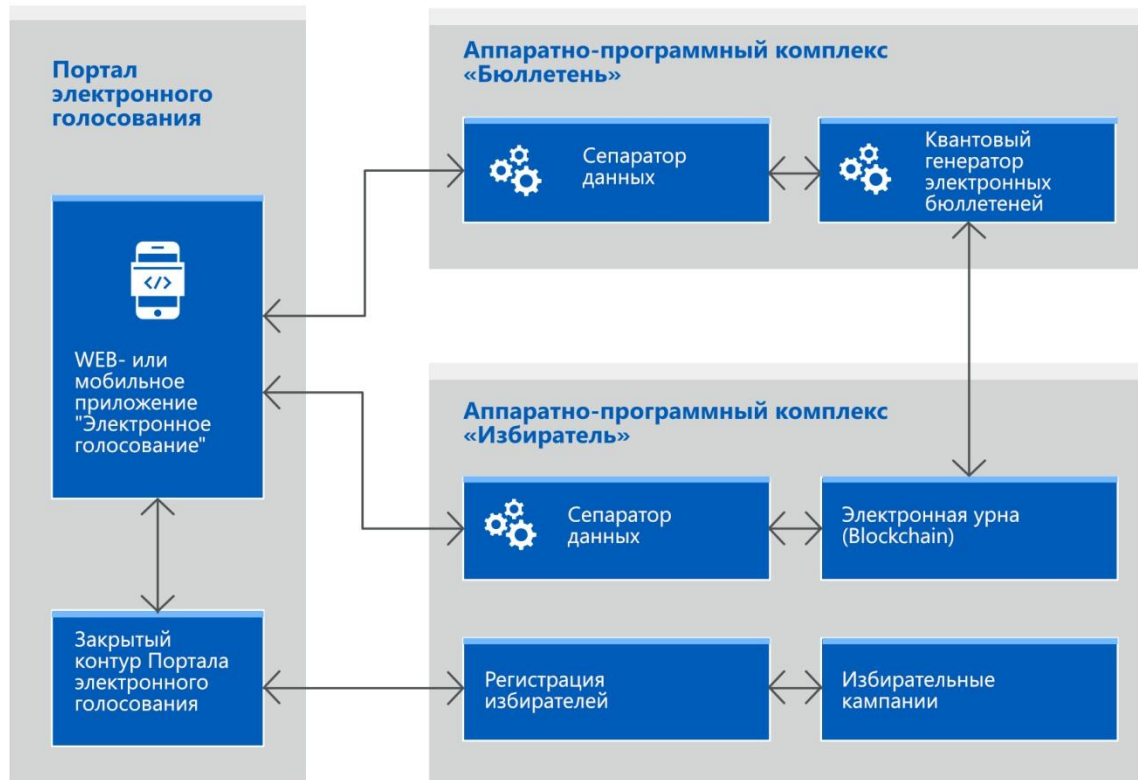 Портал
электронного
голосования
WEB- или
мобильное
приложение
"Электронное
голосование"
Закрытый
контур Портала
электронного
голосования
Аппаратно-программный комплекс
«Бюллетень»
Сепаратор
данных
Квантовый
генератор
электронных
бюллетеней
Аппаратно-программный комплекс
«Избиратель»
Сепаратор
данных
Электронная урна
(Blockchain)
Регистрация
избирателей
Избирательные
кампании